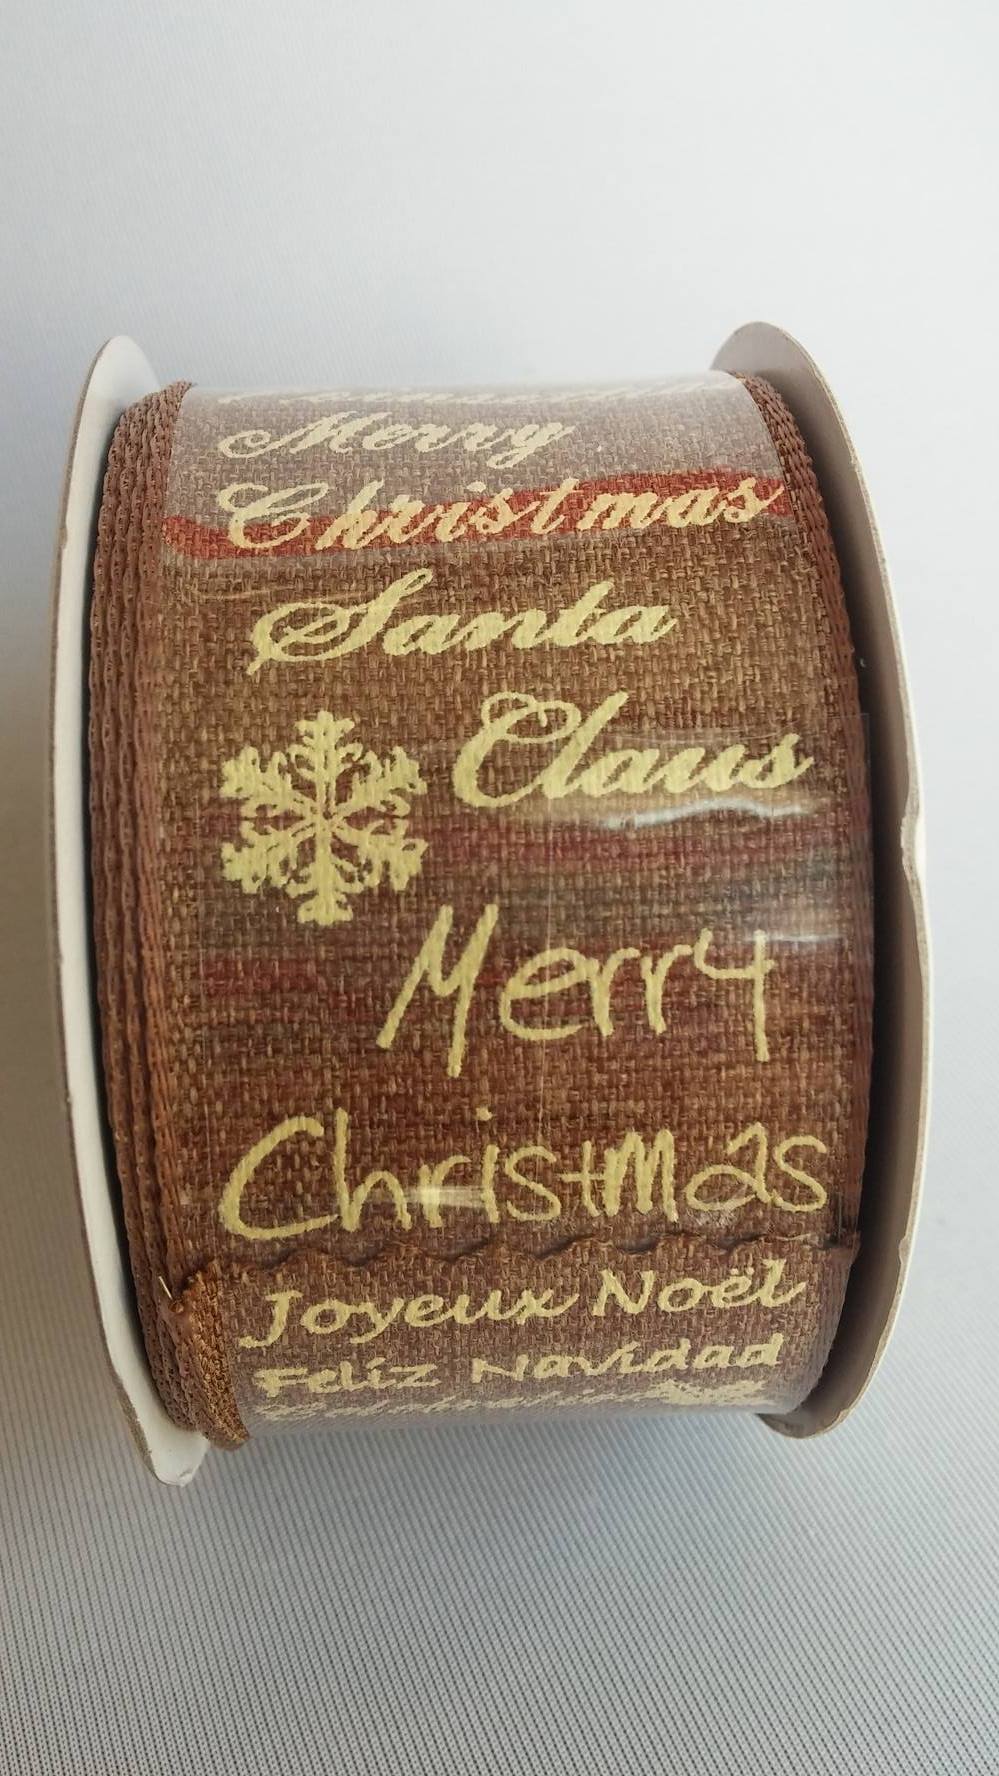 Merry
Christmas
Santa
Claus
Merry
Christmas
Joyeux Noël
Feliz Navidad